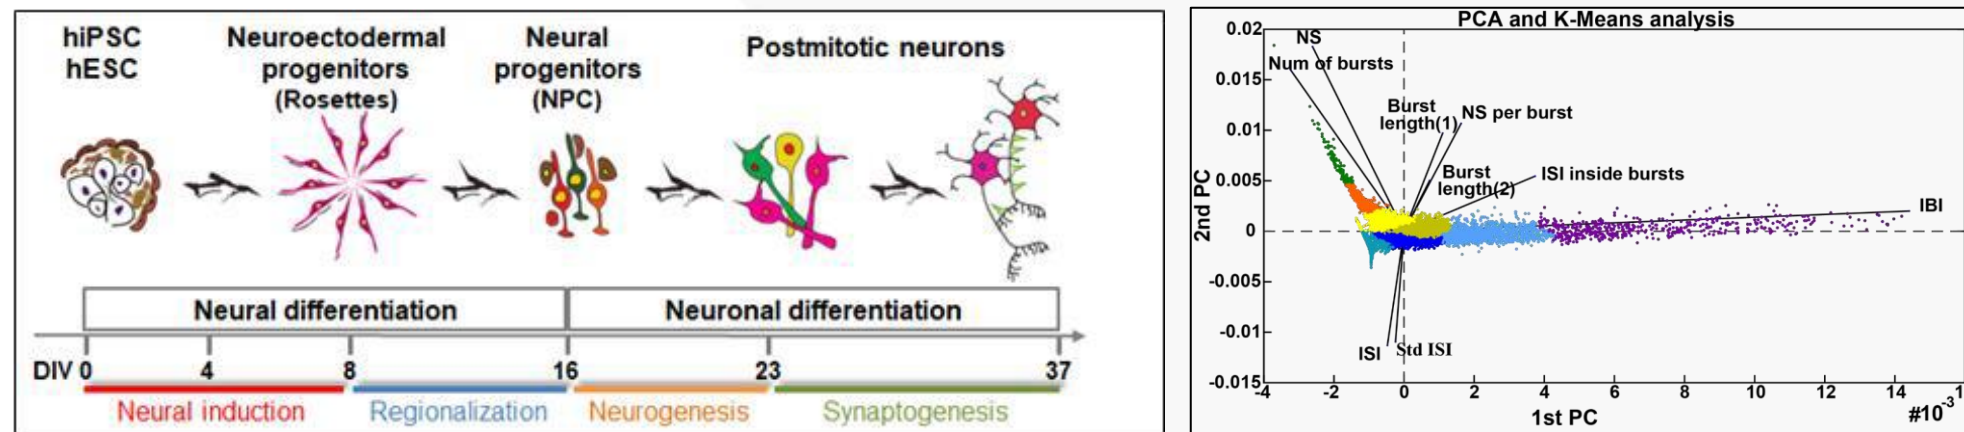 hiPSC
hESC
Neuroectodermal
progenitors
(Rosettes)
Neural
progenitors
(NPC)
Postmitotic neurons
Neural differentiation
Neuronal differentiation
DIV 0 4 8 16 23 37
Neural induction
Regionalization
Neurogenesis
Synaptogenesis
PCA and K-Means analysis
0.02
0.015
0.01
0.005
0
-0.005
-0.01
-0.015
2nd PC
NS
Num of bursts
Burst
length(1)
NS per burst
Burst
length(2)
ISI inside bursts
IBI
ISI
Std ISI
-4 -2 0 2 4 6 8 10 12 14
1st PC
#10⁻³